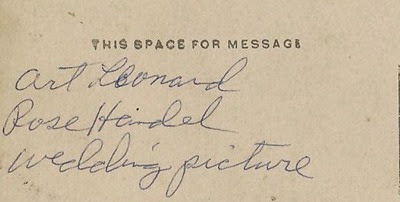 THIS SPACE FOR MESSAGE
Art Leonard
Rose Handel
wedding picture